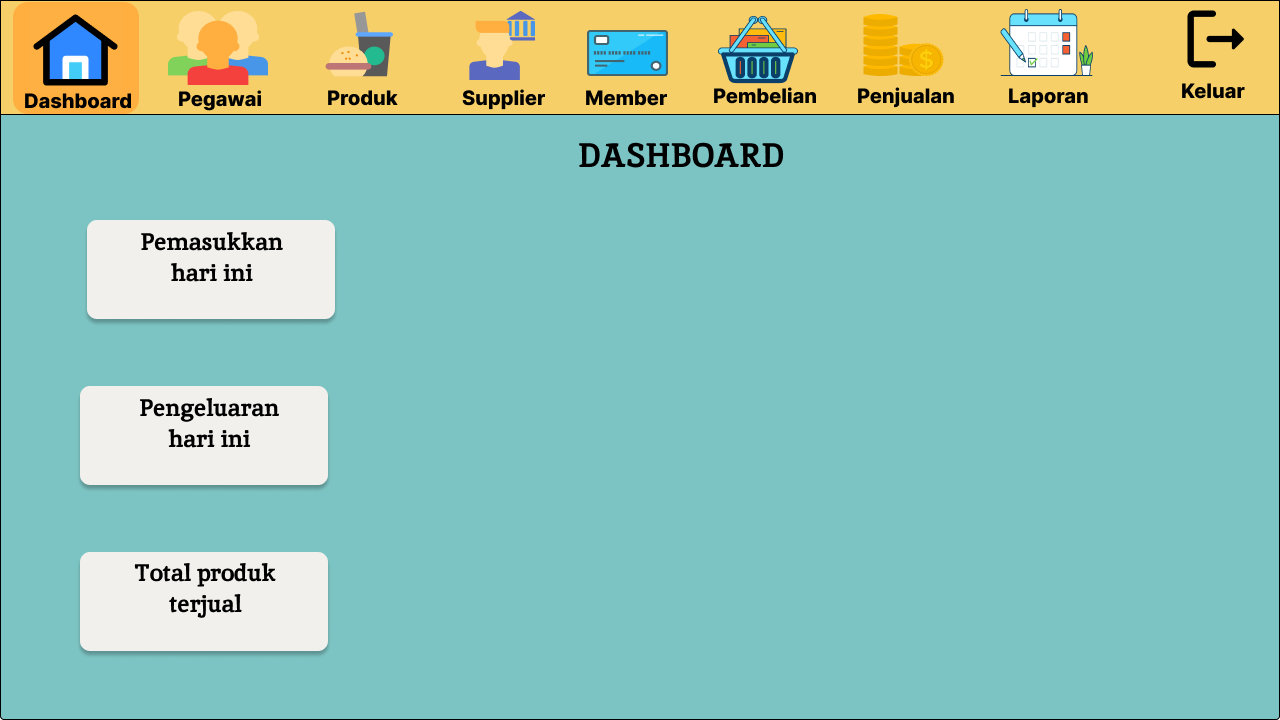 Dashboard
Pegawai
Produk
Supplier
Member
Pembelian
Penjualan
Laporan
Keluar
DASHBOARD
Pemasukkan
hari ini
Pengeluaran
hari ini
Total produk
terjual